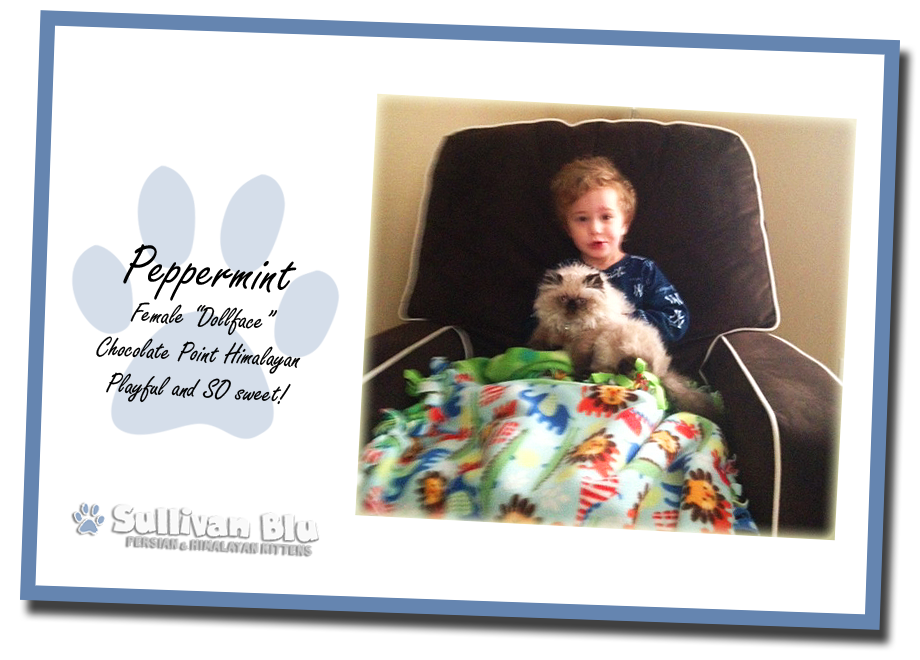 Peppermint
Female “Dollface”
Chocolate Point Himalayan
Playful and SO sweet!
Sullivan Blu
PERSIAN & HIMALAYAN KITTENS